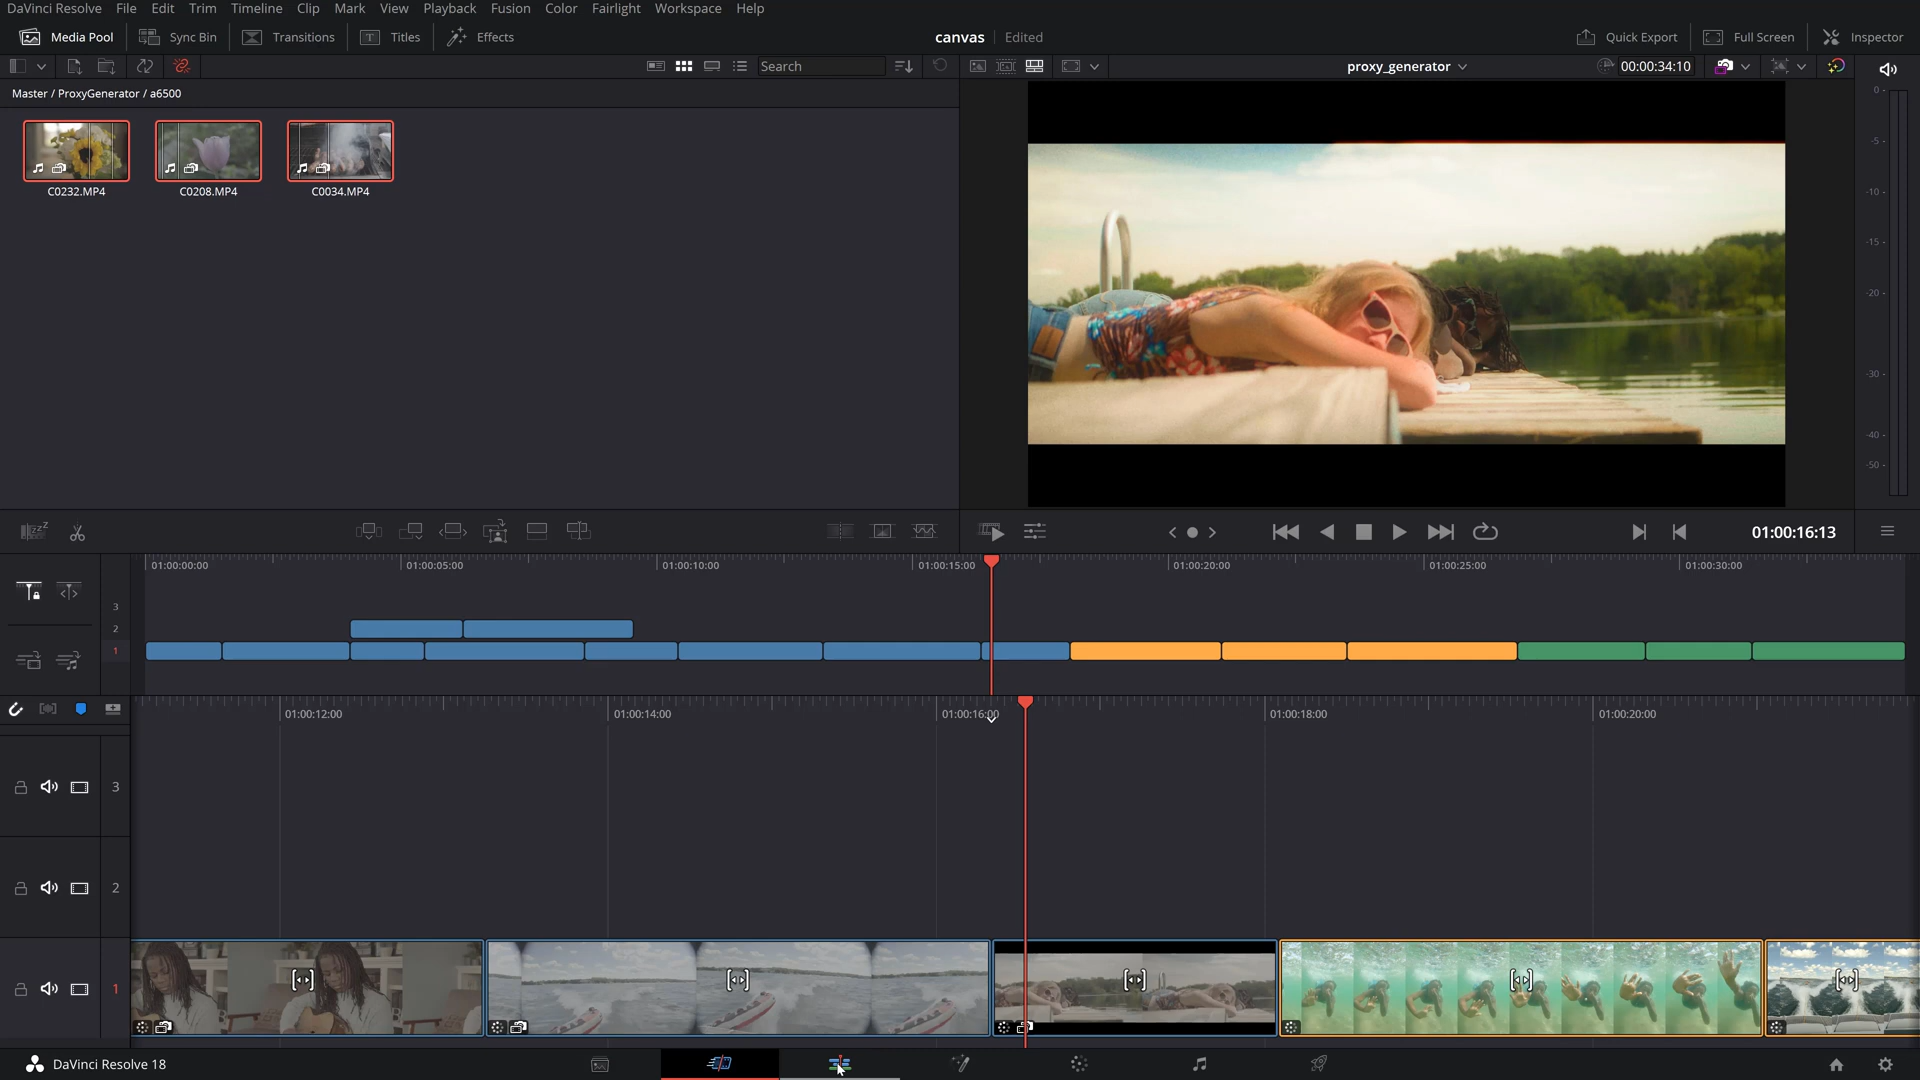 DaVinci Resolve File Edit Trim Timeline Clip Mark View Playback Fusion Color Fairlight Workspace Help
Media Pool Sync Bin Transitions Titles Effects canvas Edited Quick Export Full Screen Inspector
Search proxy_generator 00:00:34:10
Master / ProxyGenerator / a6500
C0232.MP4 C0208.MP4 C0034.MP4
0
-5
-10
-15
-20
-30
-40
-50
01:00:16:13
01:00:00:00 01:00:05:00 01:00:10:00 01:00:15:00 01:00:20:00 01:00:25:00 01:00:30:00
3
2
1
01:00:12:00 01:00:14:00 01:00:16:00 01:00:18:00 01:00:20:00
3
2
1
DaVinci Resolve 18